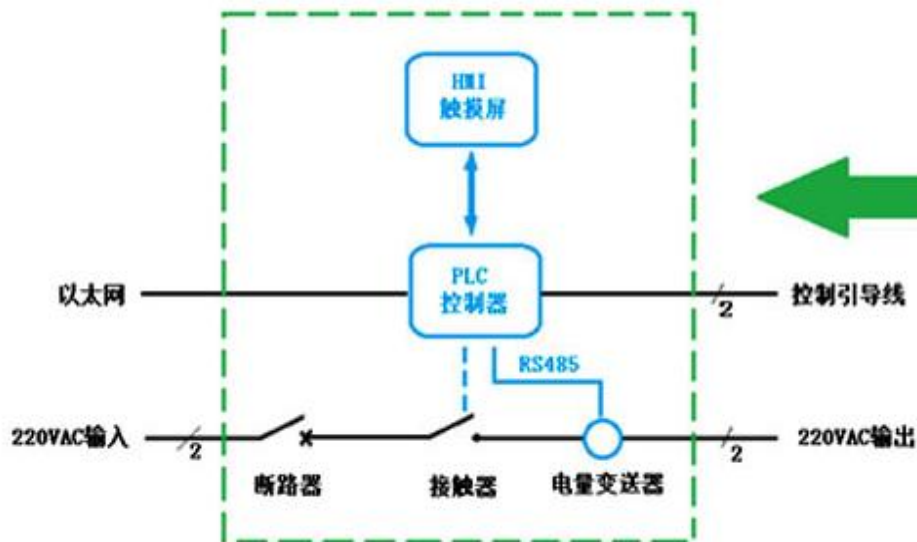 HMI
触摸屏
PLC
控制器
以太网
2
控制引导线
RS485
220VAC输入
2
2
220VAC输出
断路器
接触器
电量变送器